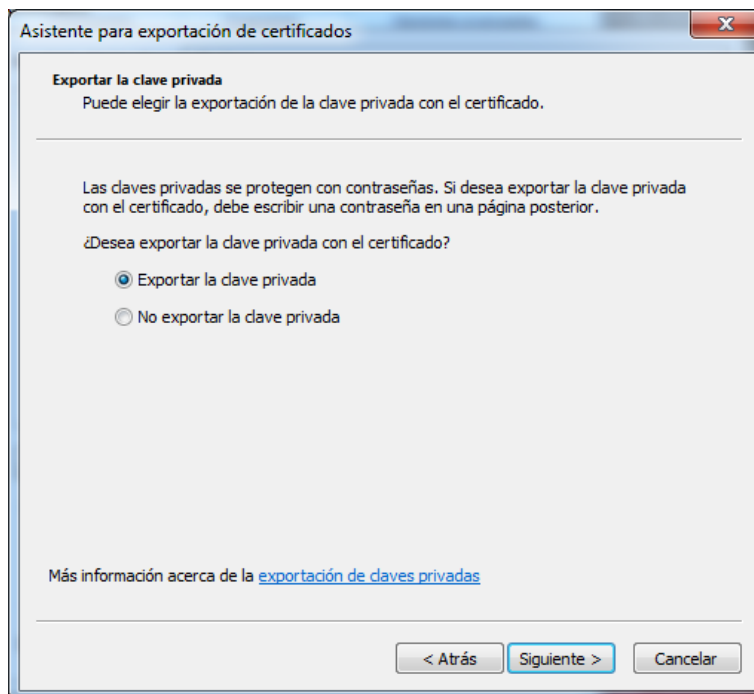 Asistente para exportación de certificados
Exportar la clave privada
Puede elegir la exportación de la clave privada con el certificado.
Las claves privadas se protegen con contraseñas. Si desea exportar la clave privada
con el certificado, debe escribir una contraseña en una página posterior.
¿Desea exportar la clave privada con el certificado?
Exportar la clave privada
No exportar la clave privada
Más información acerca de la exportación de claves privadas
< Atrás Siguiente > Cancelar